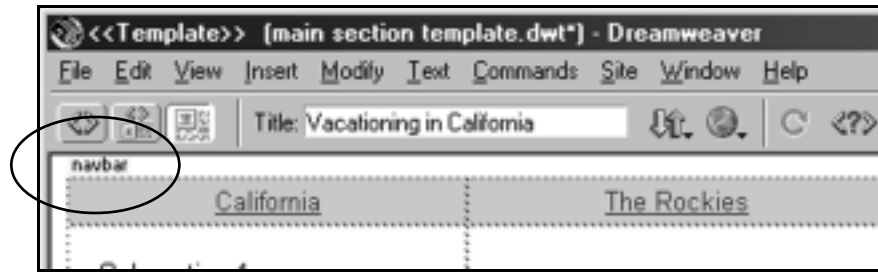 <<Template>> (main section template.dwt*) - Dreamweaver
File Edit View Insert Modify Text Commands Site Window Help
Title: Vacationing in California <?>
navbar
California The Rockies